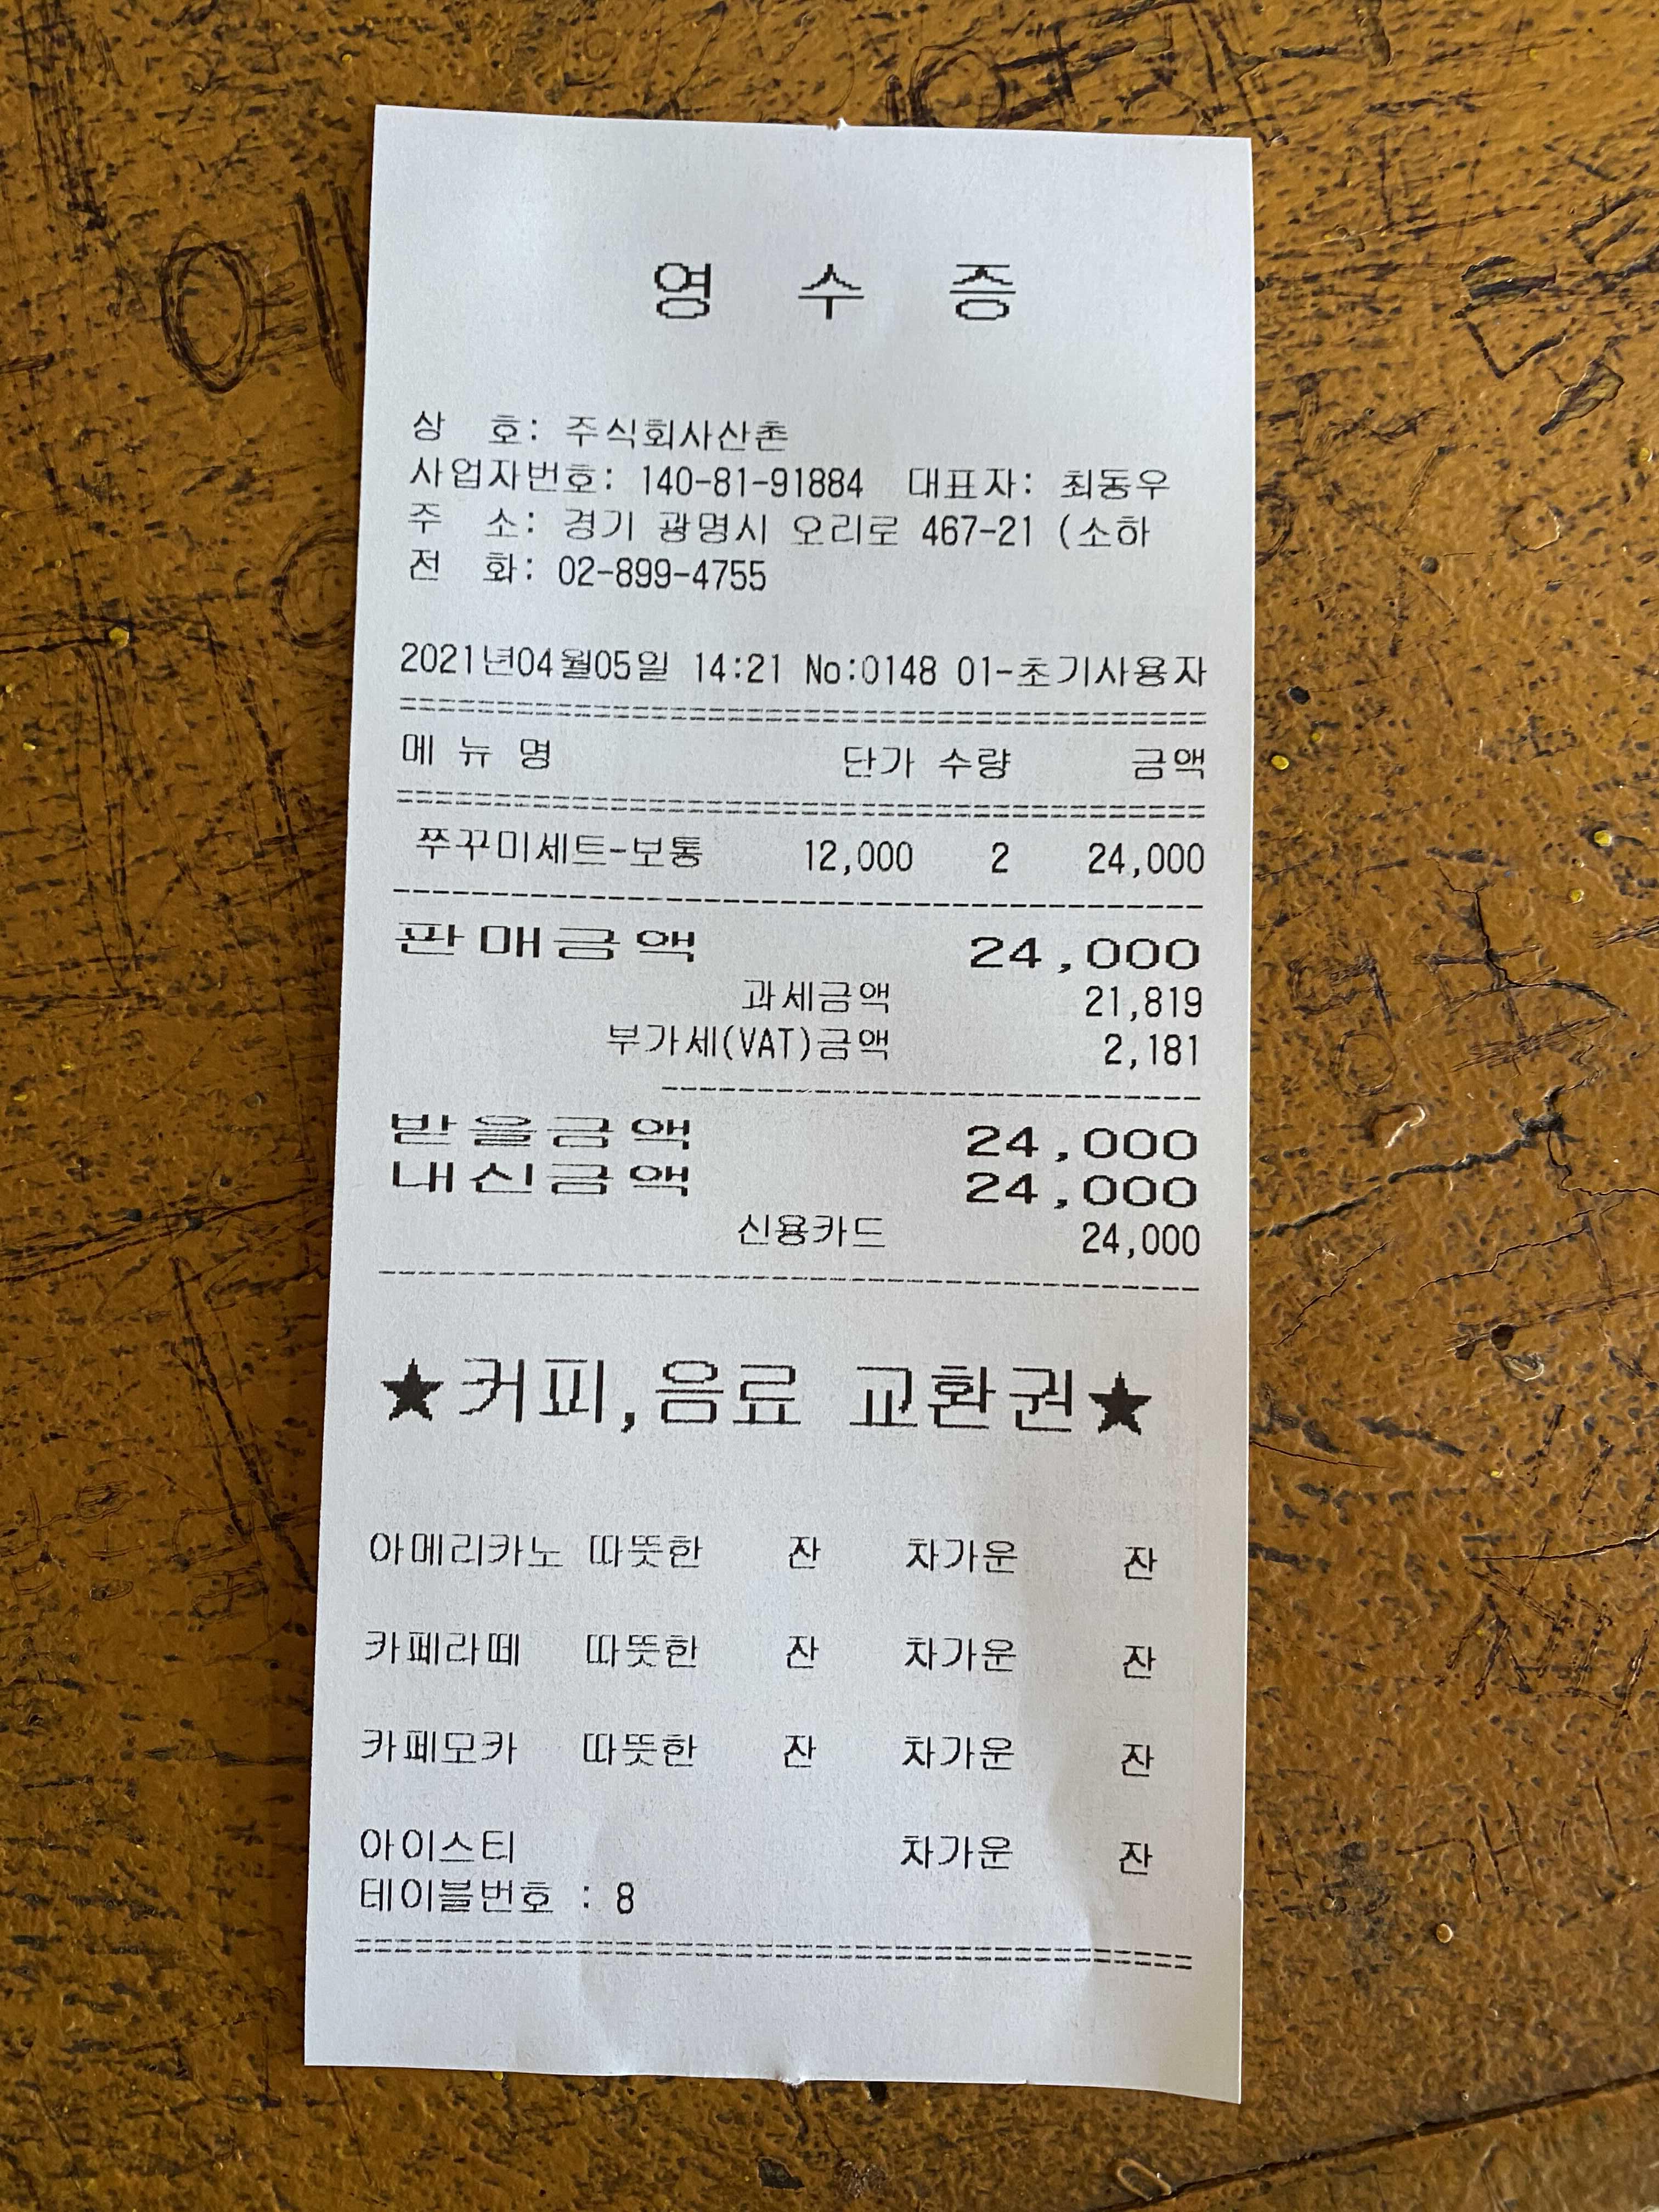 영 수 증
상 호: 주식회사산촌
사업자번호: 140-81-91884 대표자: 최동우
주 소: 경기 광명시 오리로 467-21 (소하
전 화: 02-899-4755
2021년04월05일 14:21 No:0148 01-초기사용자
메 뉴 명 단가 수량 금액
쭈꾸미세트-보통 12,000 2 24,000
판매금액 24,000
과세금액 21,819
부가세(VAT)금액 2,181
받을금액 24,000
내신금액 24,000
신용카드 24,000
★커피,음료 교환권★
아메리카노 따뜻한 잔 차가운 잔
카페라떼 따뜻한 잔 차가운 잔
카페모카 따뜻한 잔 차가운 잔
아이스티 차가운 잔
테이블번호 : 8